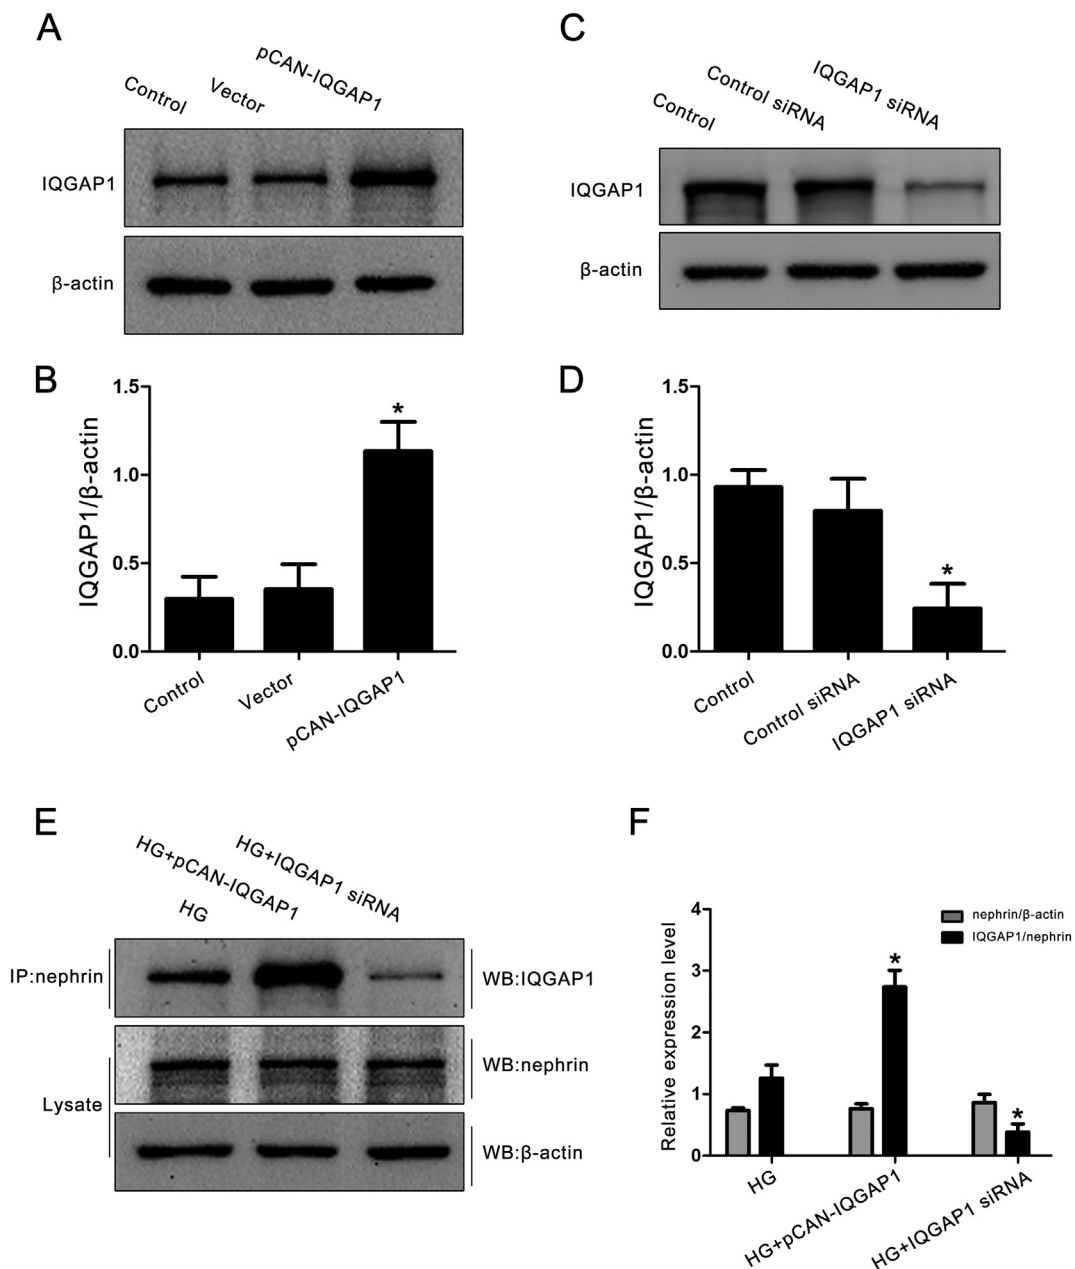 A
Control
Vector
pCAN-IQGAP1
IQGAP1
β-actin
C
Control
Control siRNA
IQGAP1 siRNA
IQGAP1
β-actin
B
IQGAP1/β-actin
1.5
1.0
0.5
0.0
*
Control
Vector
pCAN-IQGAP1
D
IQGAP1/β-actin
1.5
1.0
0.5
0.0
*
Control
Control siRNA
IQGAP1 siRNA
E
HG
HG+pCAN-IQGAP1
HG+IQGAP1 siRNA
IP:nephrin
WB:IQGAP1
Lysate
WB:nephrin
WB:β-actin
F
Relative expression level
4
3
2
1
0
nephrin/β-actin
IQGAP1/nephrin
*
*
HG
HG+pCAN-IQGAP1
HG+IQGAP1 siRNA